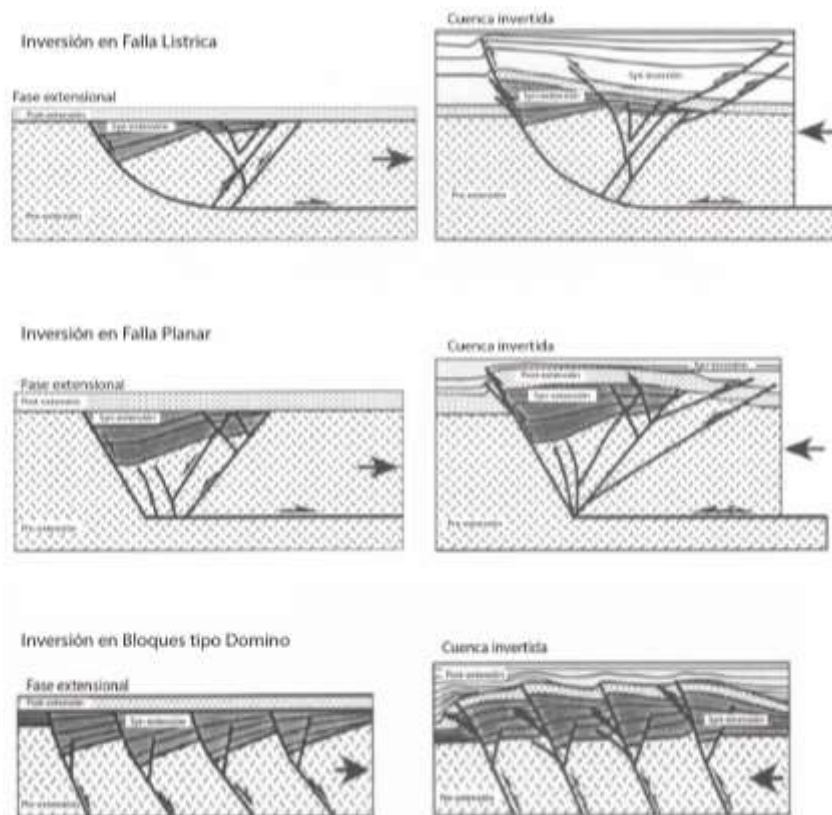 Inversión en Falla Listrica
Fase extensional
Post-extensión
Syn-extensión
Pre-extensión
Cuenca invertida
Syn-inversión
Syn-extensión
Pre-extensión
Inversión en Falla Planar
Fase extensional
Post-extensión
Syn-extensión
Pre-extensión
Cuenca invertida
Syn-inversión
Post-extensión
Syn-extensión
Pre-extensión
Inversión en Bloques tipo Domino
Fase extensional
Post-extensión
Syn-extensión
Pre-extensión
Cuenca invertida
Post-extensión
Syn-extensión
Pre-extensión